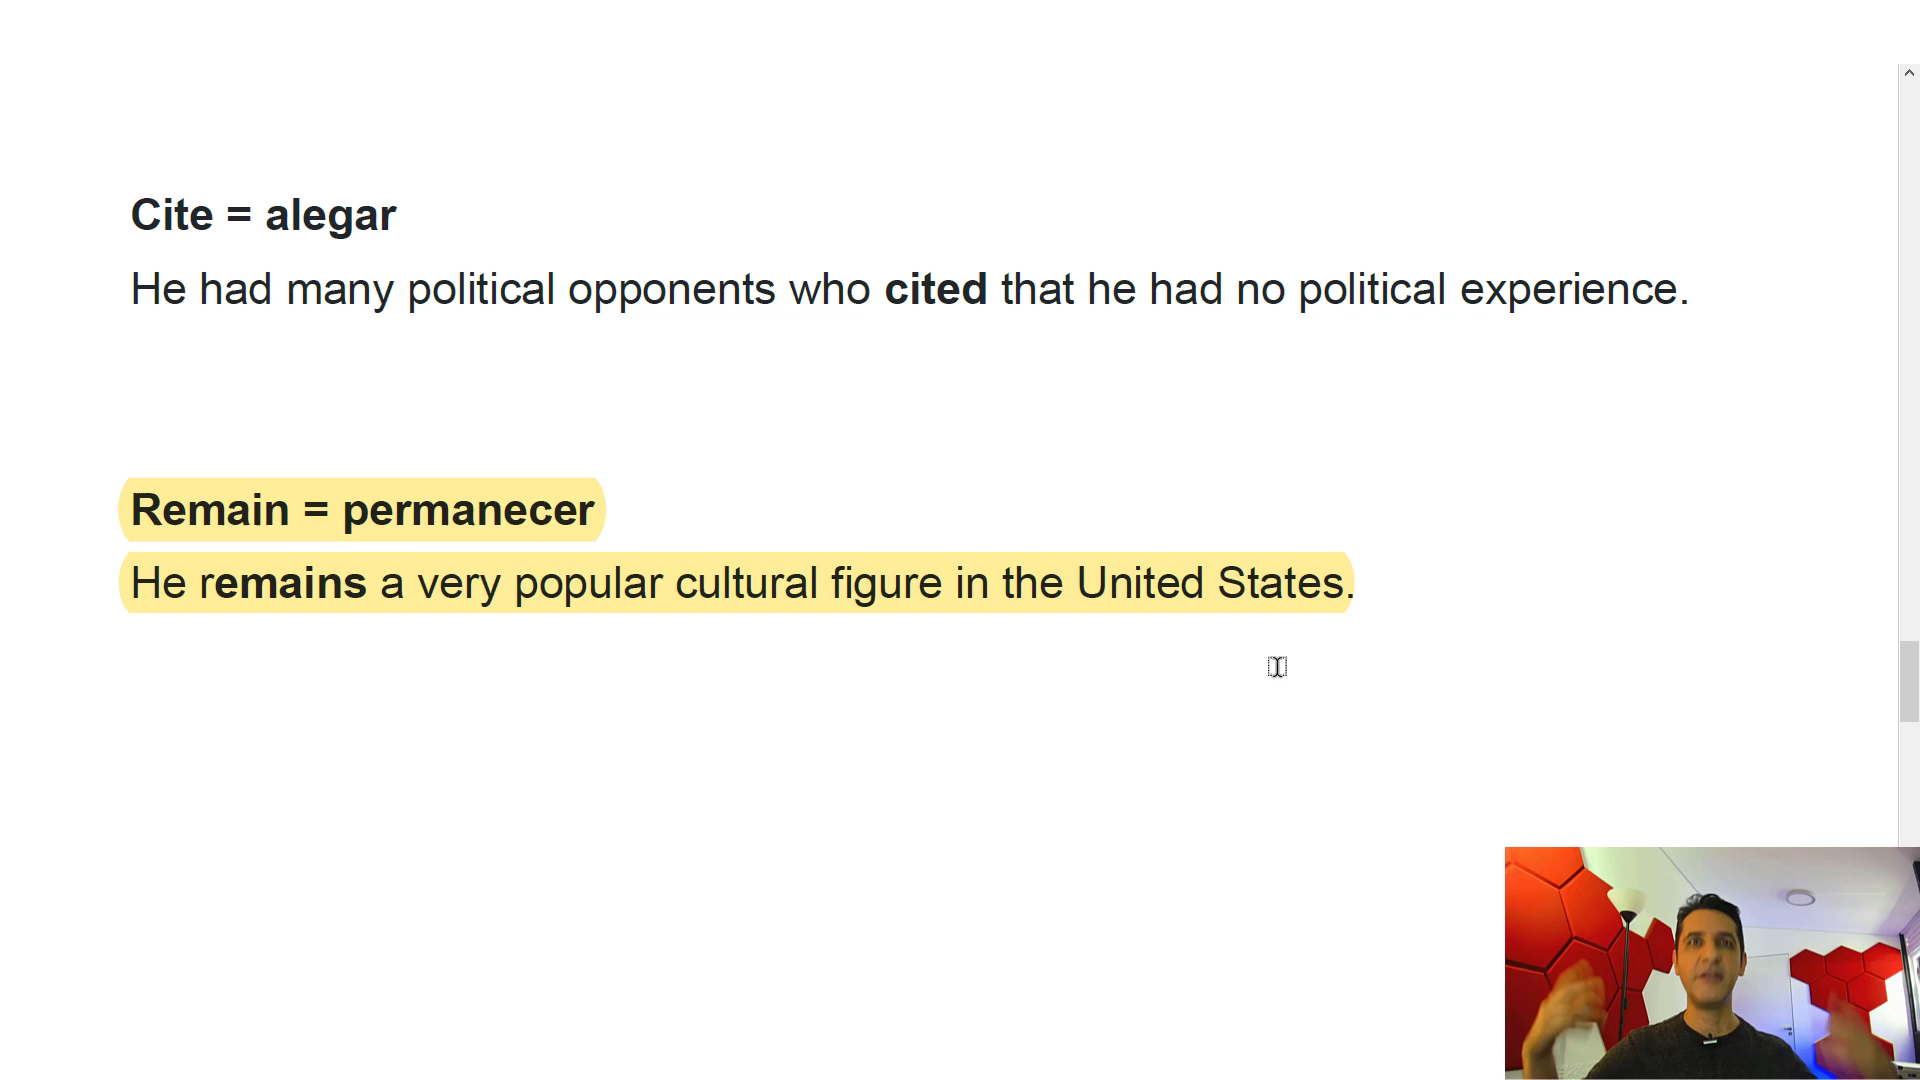 Cite = alegar
He had many political opponents who cited that he had no political experience.
Remain = permanecer
He remains a very popular cultural figure in the United States.